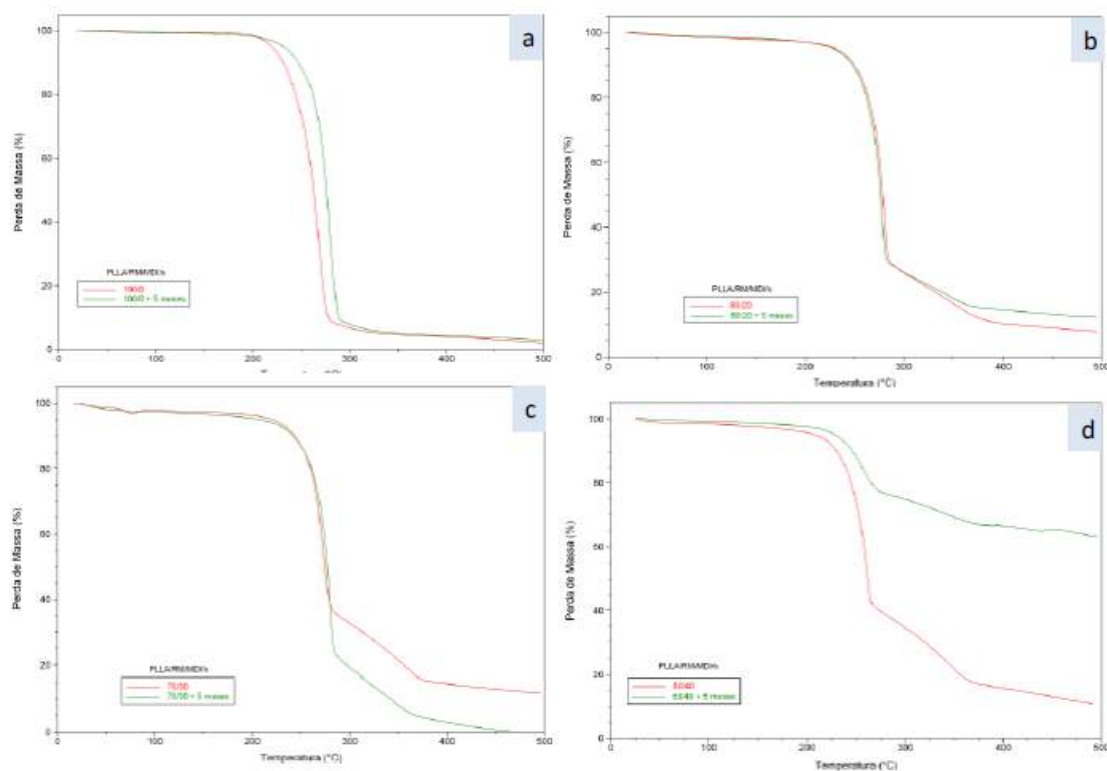 a
100
80
60
40
20
0
Perda de Massa (%)
PLLA/RM/MDI%
100/0
100/0 + 5 meses
0 100 200 300 400 500
b
100
80
60
40
20
0
Perda de Massa (%)
PLLA/RM/MDI%
80/20
80/20 + 5 meses
0 100 200 300 400 500
Temperatura (°C)
c
100
80
60
40
20
0
Perda de Massa (%)
PLLA/RM/MDI%
70/30
70/30 + 5 meses
0 100 200 300 400 500
Temperatura (°C)
d
100
80
60
40
20
0
Perda de Massa (%)
PLLA/RM/MDI%
60/40 + 5 meses
0 100 200 300 400 500
Temperatura (°C)